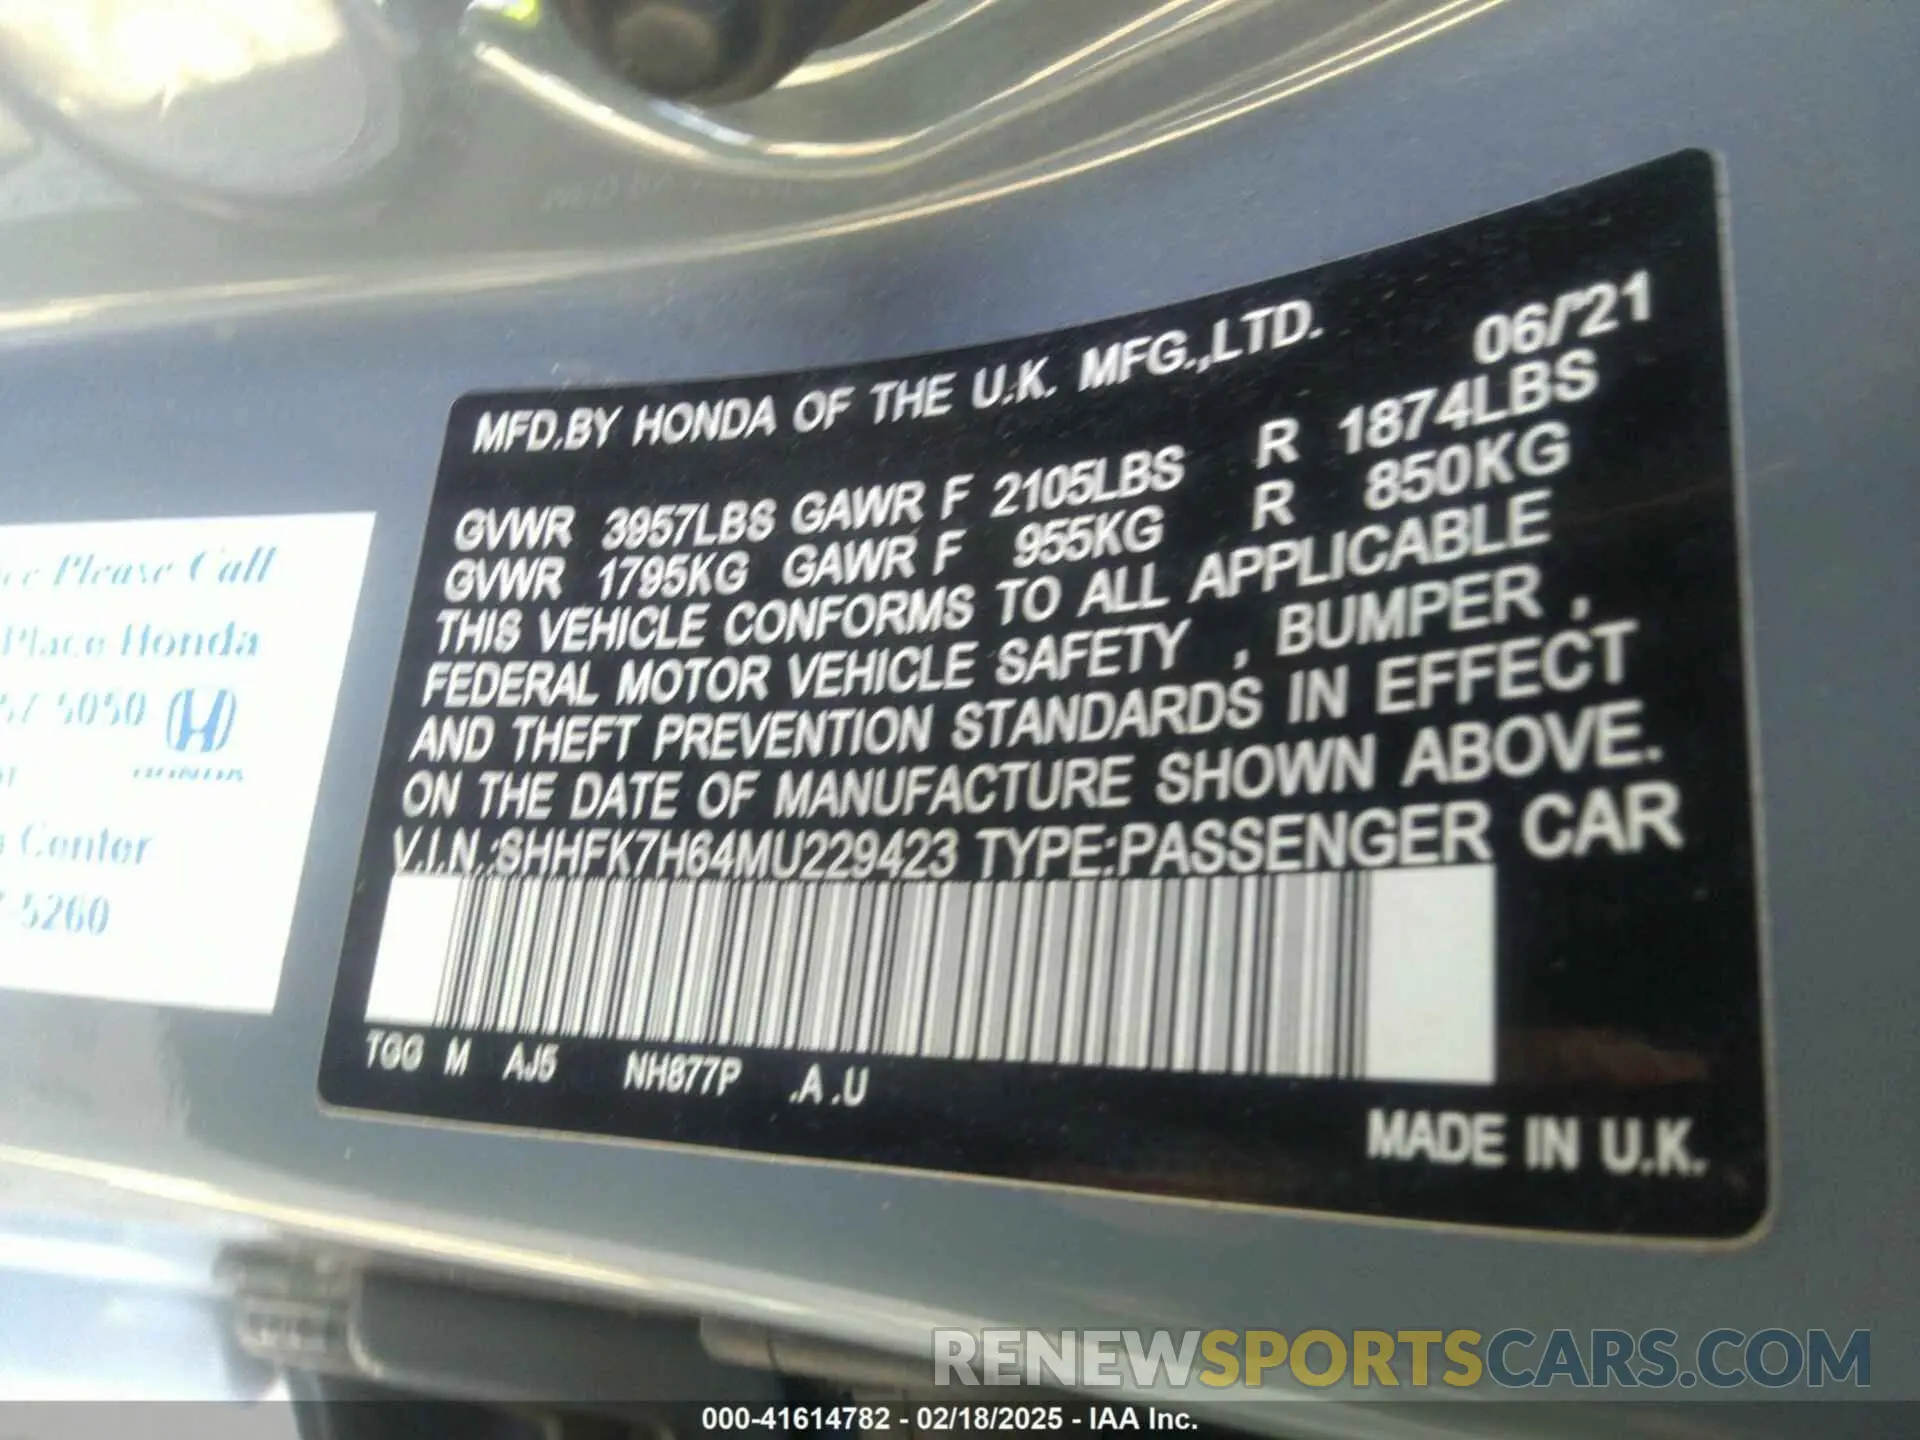 MFD.BY HONDA OF THE U.K. MFG.,LTD. 06/'21
GVWR 3957LBS GAWR F 2105LBS R 1874LBS
GVWR 1795KG GAWR F 955KG R 850KG
THIS VEHICLE CONFORMS TO ALL APPLICABLE
FEDERAL MOTOR VEHICLE SAFETY , BUMPER ,
AND THEFT PREVENTION STANDARDS IN EFFECT
ON THE DATE OF MANUFACTURE SHOWN ABOVE.
V.I.N.:SHHFK7H64MU229423 TYPE:PASSENGER CAR
TGG M AJ5 NH877P .A .U
MADE IN U.K.
Please Call
Place Honda
5050
HONDA
Center
-5260
RENEWSPORTSCARS.COM
000-41614782 - 02/18/2025 - IAA Inc.